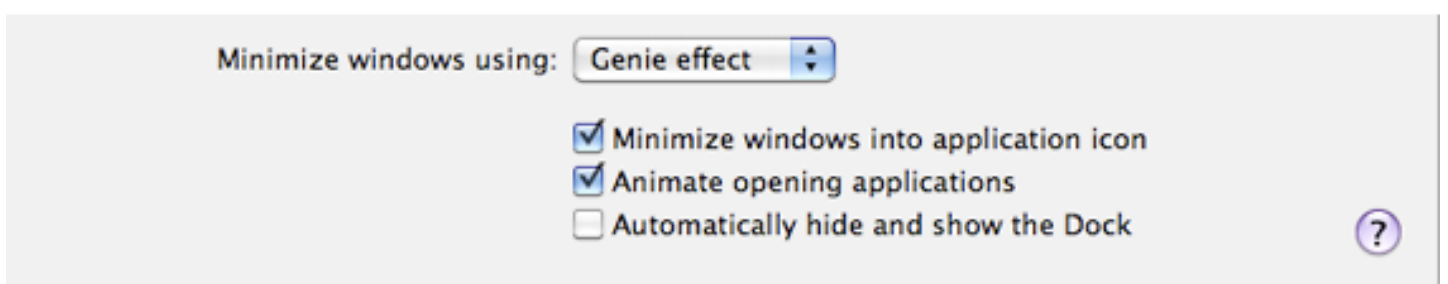 Minimize windows using: Genie effect
Minimize windows into application icon
Animate opening applications
Automatically hide and show the Dock
?